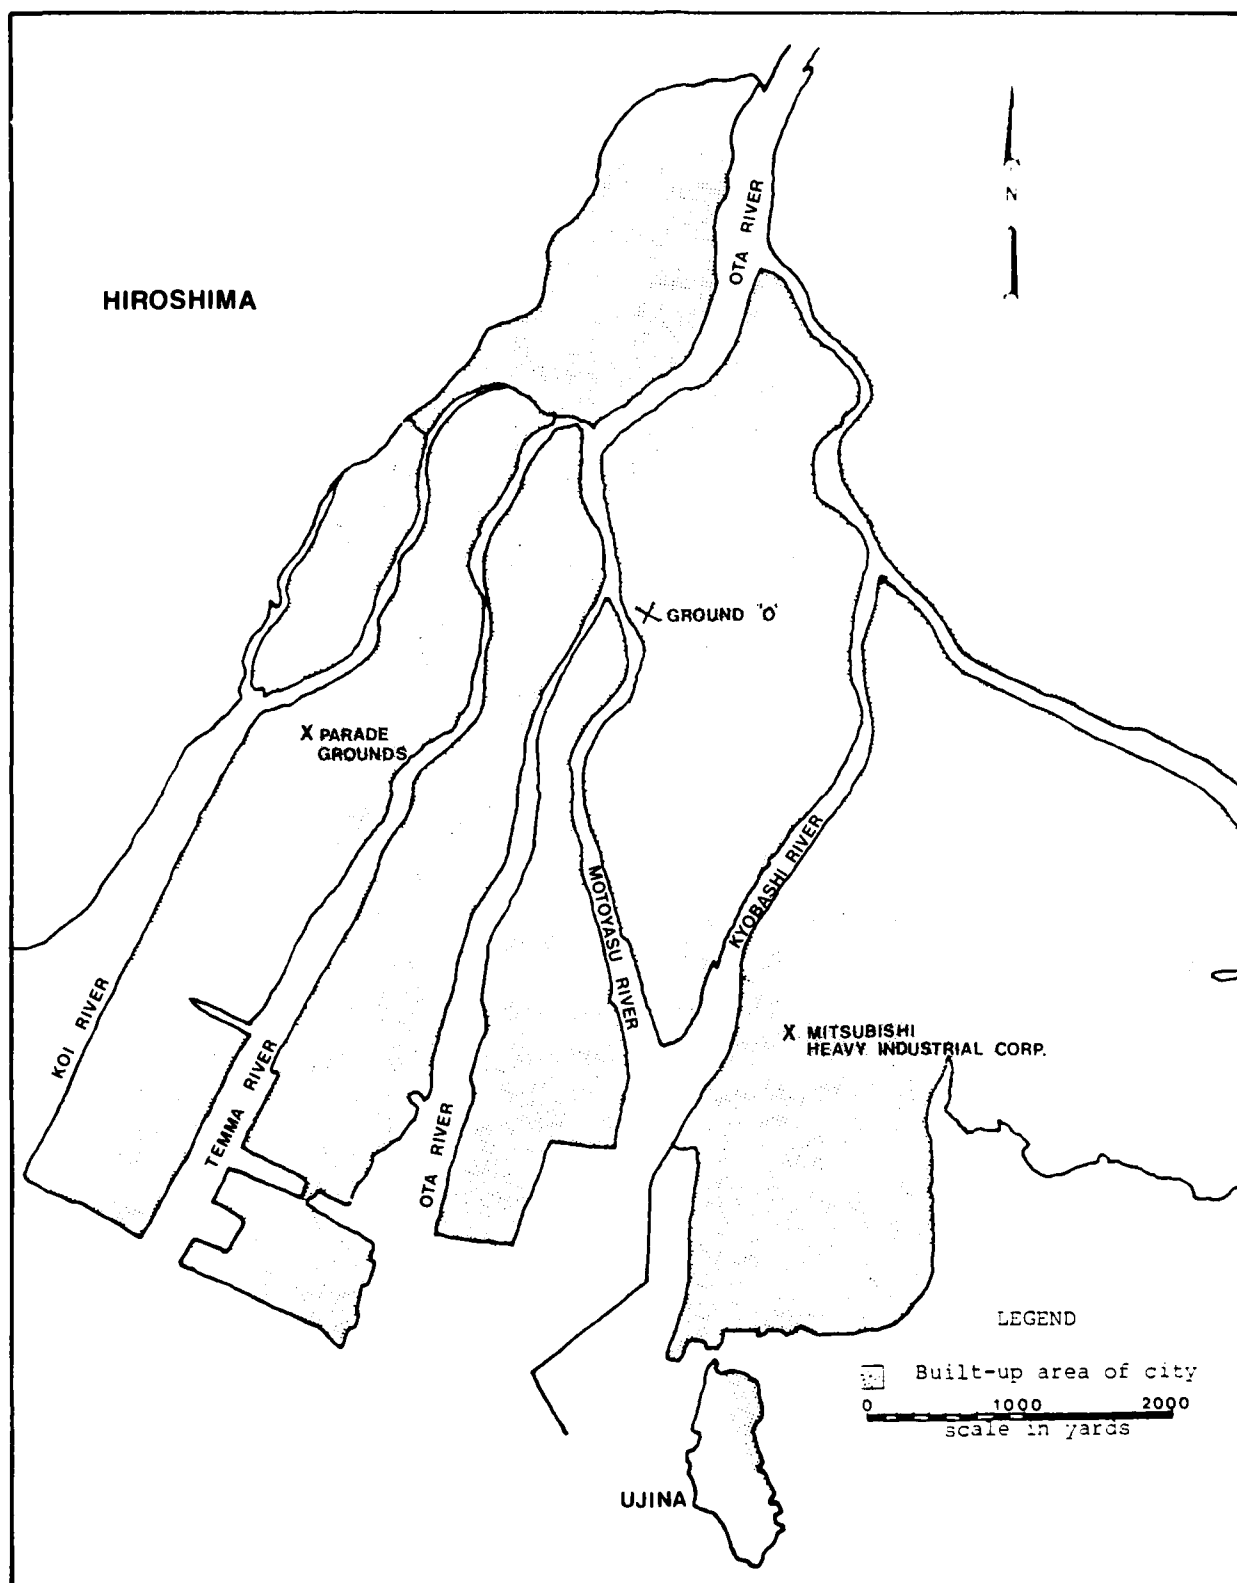 OTA RIVER
N
HIROSHIMA
X GROUND 'O'
X PARADE
GROUNDS
MOTOYASU RIVER
KYOBASHI RIVER
KOI RIVER
TEMMA RIVER
OTA RIVER
X MITSUBISHI
HEAVY INDUSTRIAL CORP.
LEGEND
Built-up area of city
0 1000 2000
scale in yards
UJINA